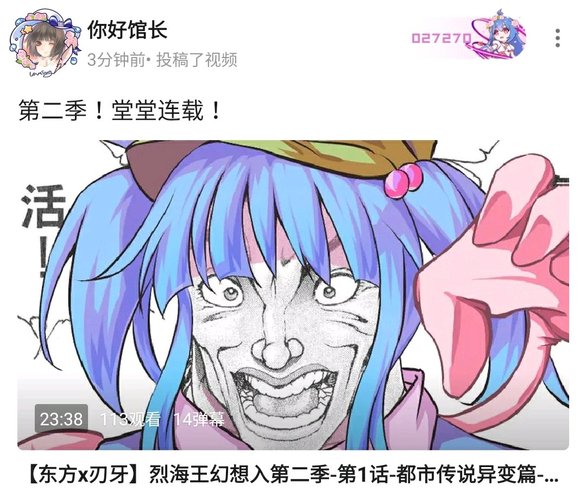 你好馆长
027270
3分钟前·投稿了视频
第二季！堂堂连载！
活！
23:38 113观看 14弹幕
【东方x刃牙】烈海王幻想入第二季-第1话-都市传说异变篇-...